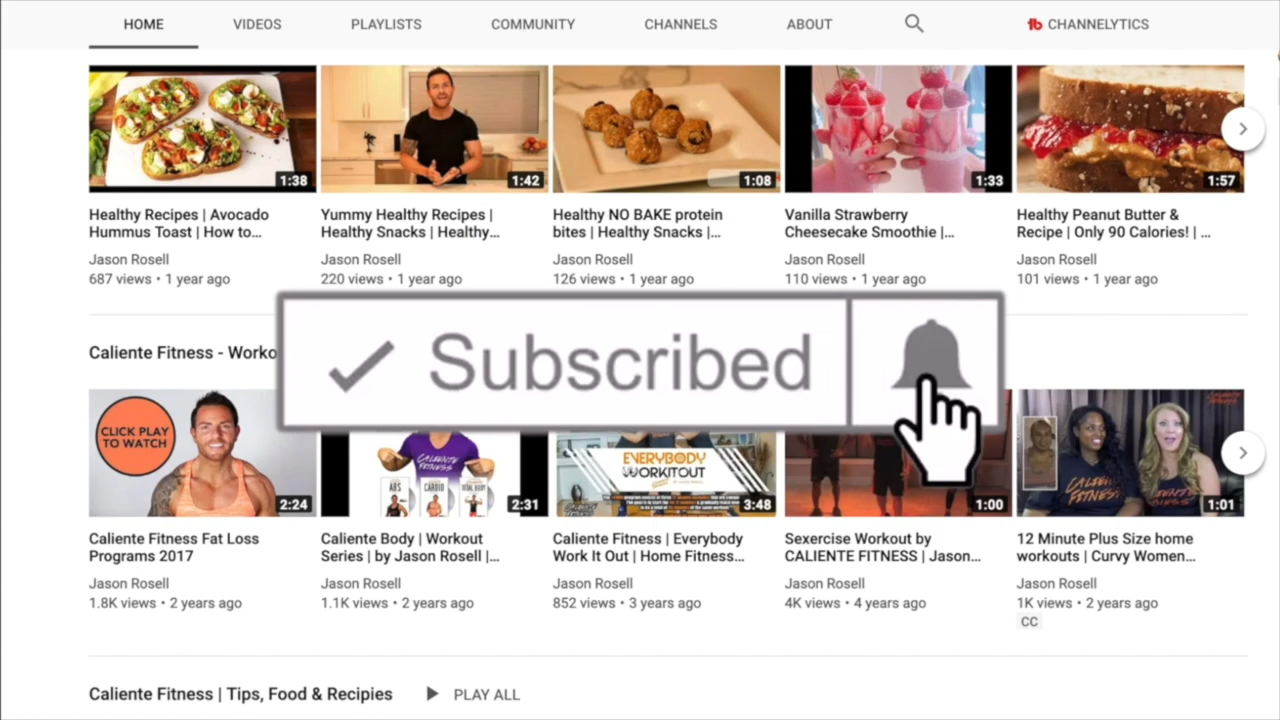 HOME VIDEOS PLAYLISTS COMMUNITY CHANNELS ABOUT CHANNELYTICS
1:38
1:42
1:08
1:33
1:57
Healthy Recipes | Avocado
Hummus Toast | How to...
Jason Rosell
687 views • 1 year ago
Yummy Healthy Recipes |
Healthy Snacks | Healthy...
Jason Rosell
220 views • 1 year ago
Healthy NO BAKE protein
bites | Healthy Snacks |...
Jason Rosell
126 views • 1 year ago
Vanilla Strawberry
Cheesecake Smoothie |...
Jason Rosell
110 views • 1 year ago
Healthy Peanut Butter &
Recipe | Only 90 Calories! | ...
Jason Rosell
101 views • 1 year ago
Subscribed
Caliente Fitness - Worko
CLICK PLAY
TO WATCH
2:24
CALIENTE
FITNESS
ABS
CARDIO
TOTAL BODY
2:31
EVERYBODY
WORKITOUT
3:48
1:00
CALIENTE
FITNESS
1:01
Caliente Fitness Fat Loss
Programs 2017
Jason Rosell
1.8K views • 2 years ago
Caliente Body | Workout
Series | by Jason Rosell |...
Jason Rosell
1.1K views • 2 years ago
Caliente Fitness | Everybody
Work It Out | Home Fitness...
Jason Rosell
852 views • 3 years ago
Sexercise Workout by
CALIENTE FITNESS | Jason...
Jason Rosell
4K views • 4 years ago
12 Minute Plus Size home
workouts | Curvy Women...
Jason Rosell
1K views • 2 years ago
CC
Caliente Fitness | Tips, Food & Recipies PLAY ALL